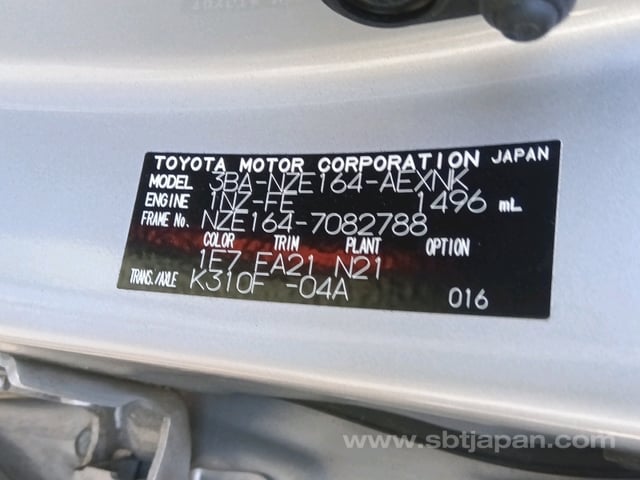 TOYOTA MOTOR CORPORATION JAPAN
MODEL 3BA-NZE164-AEXNK
ENGINE 1NZ-FE 1496 mL
FRAME No. NZE164-7082788
COLOR TRIM PLANT OPTION
1E7 FA21 N21
TRANS./AXLE K310F -04A
016
www.sbtjapan.com